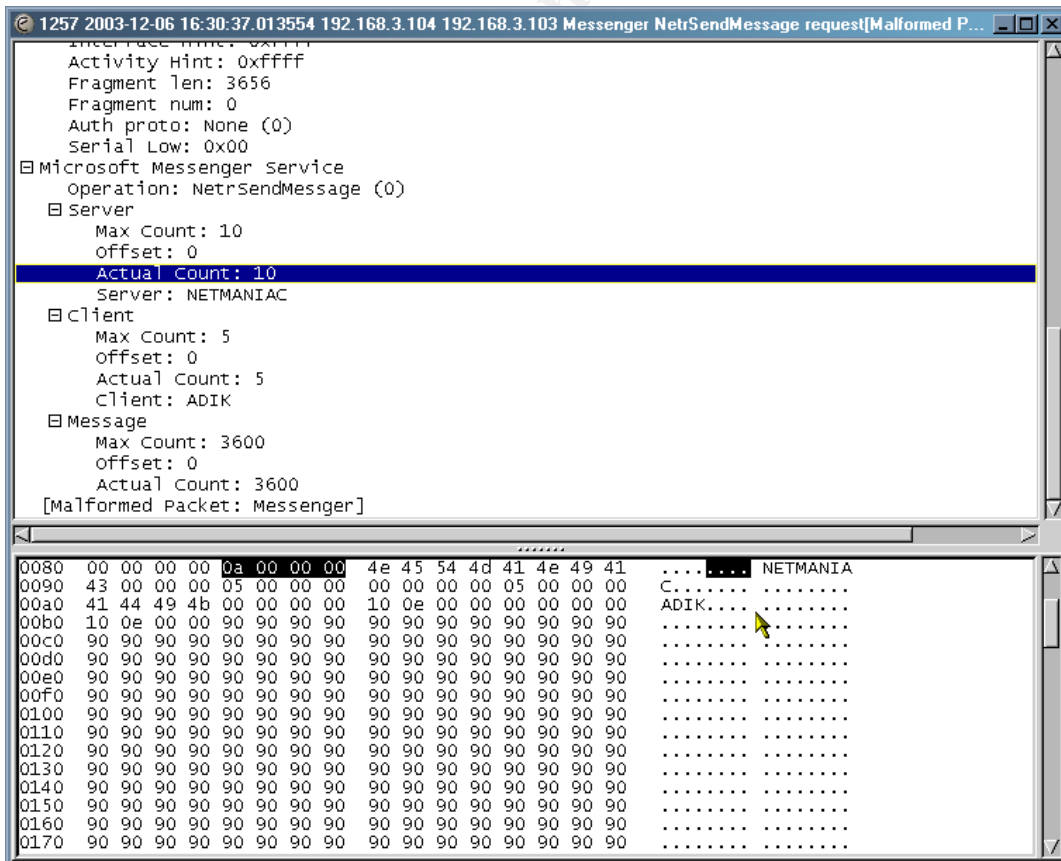 1257 2003-12-06 16:30:37.013554 192.168.3.104 192.168.3.103 Messenger NetrSendMessage request[Malformed P...
Interface Hint: 0xffff
Activity Hint: 0xffff
Fragment len: 3656
Fragment num: 0
Auth proto: None (0)
Serial Low: 0x00
Microsoft Messenger Service
Operation: NetrSendMessage (0)
Server
Max Count: 10
Offset: 0
Actual Count: 10
Server: NETMANIAC
Client
Max Count: 5
Offset: 0
Actual Count: 5
Client: ADIK
Message
Max Count: 3600
Offset: 0
Actual Count: 3600
[Malformed Packet: Messenger]
0080 00 00 00 00 0a 00 00 00 4e 45 54 4d 41 4e 49 41 ........ NETMANIA
0090 43 00 00 00 05 00 00 00 00 00 00 00 05 00 00 00 C....... ........
00a0 41 44 49 4b 00 00 00 00 10 0e 00 00 00 00 00 00 ADIK.... ........
00b0 10 0e 00 00 90 90 90 90 90 90 90 90 90 90 90 90 ........ ........
00c0 90 90 90 90 90 90 90 90 90 90 90 90 90 90 90 90 ........ ........
00d0 90 90 90 90 90 90 90 90 90 90 90 90 90 90 90 90 ........ ........
00e0 90 90 90 90 90 90 90 90 90 90 90 90 90 90 90 90 ........ ........
00f0 90 90 90 90 90 90 90 90 90 90 90 90 90 90 90 90 ........ ........
0100 90 90 90 90 90 90 90 90 90 90 90 90 90 90 90 90 ........ ........
0110 90 90 90 90 90 90 90 90 90 90 90 90 90 90 90 90 ........ ........
0120 90 90 90 90 90 90 90 90 90 90 90 90 90 90 90 90 ........ ........
0130 90 90 90 90 90 90 90 90 90 90 90 90 90 90 90 90 ........ ........
0140 90 90 90 90 90 90 90 90 90 90 90 90 90 90 90 90 ........ ........
0150 90 90 90 90 90 90 90 90 90 90 90 90 90 90 90 90 ........ ........
0160 90 90 90 90 90 90 90 90 90 90 90 90 90 90 90 90 ........ ........
0170 90 90 90 90 90 90 90 90 90 90 90 90 90 90 90 90 ........ ........